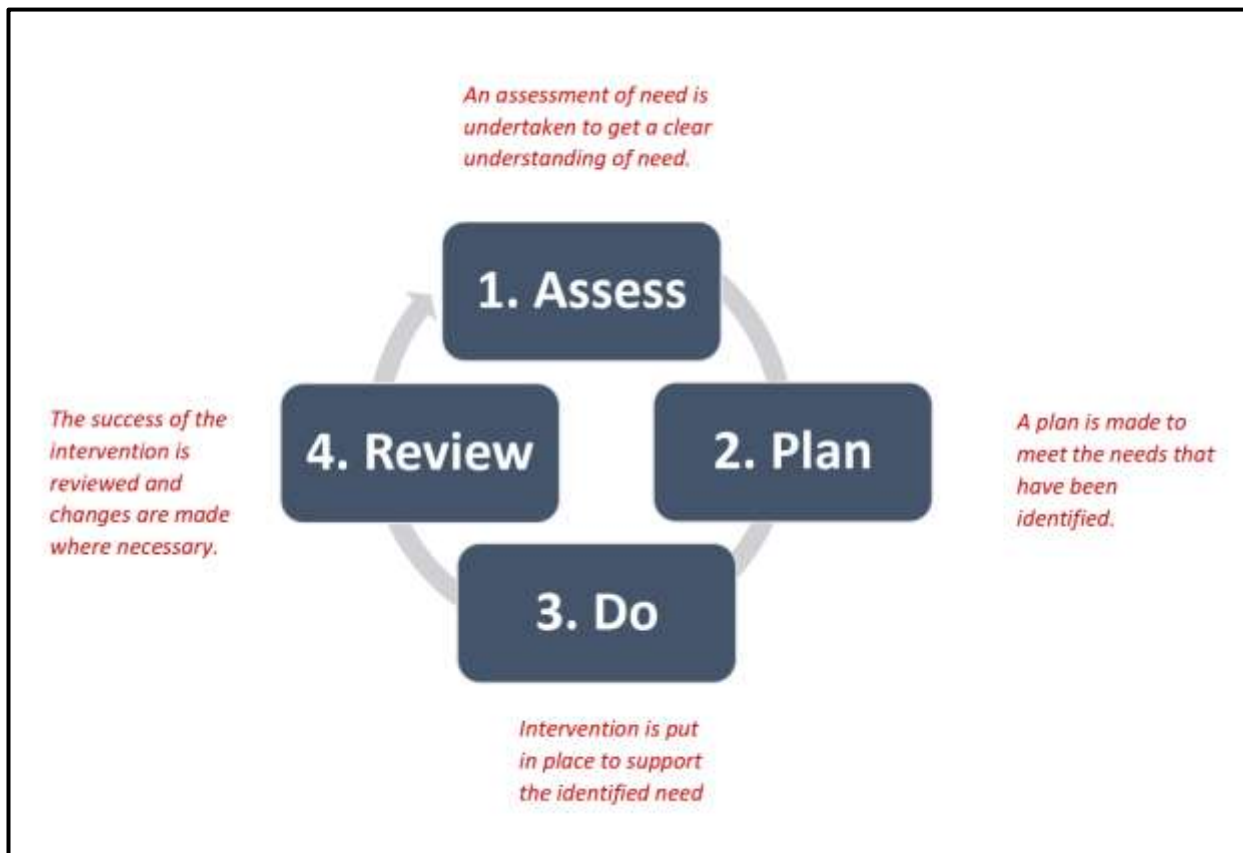 An assessment of need is
undertaken to get a clear
understanding of need.
1. Assess
2. Plan
A plan is made to
meet the needs that
have been
identified.
3. Do
Intervention is put
in place to support
the identified need
4. Review
The success of the
intervention is
reviewed and
changes are made
where necessary.